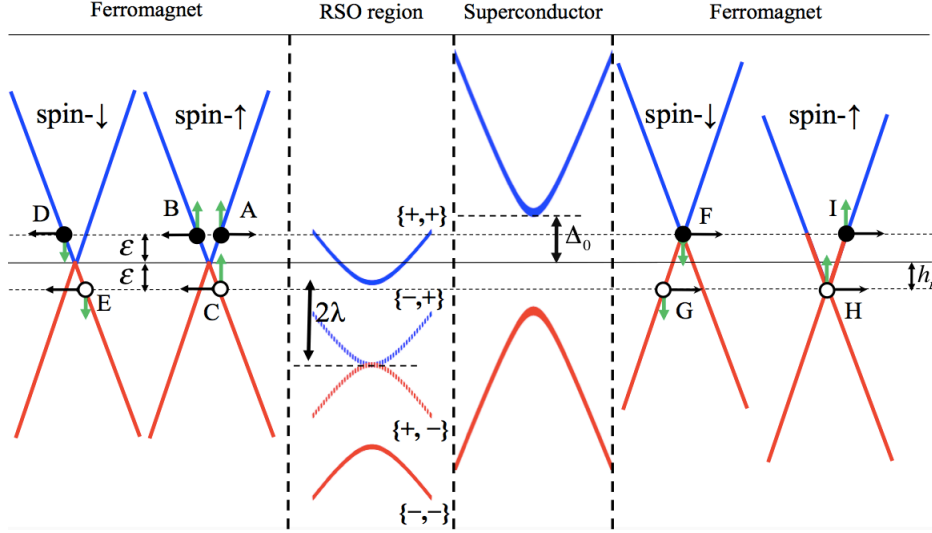 Ferromagnet
RSO region
Superconductor
Ferromagnet
spin-↓
spin-↑
spin-↓
spin-↑
D
B
A
F
I
{+,+}
ε
ε
Δ₀
{−,+}
2λ
E
C
G
H
{+, −}
{−,−}